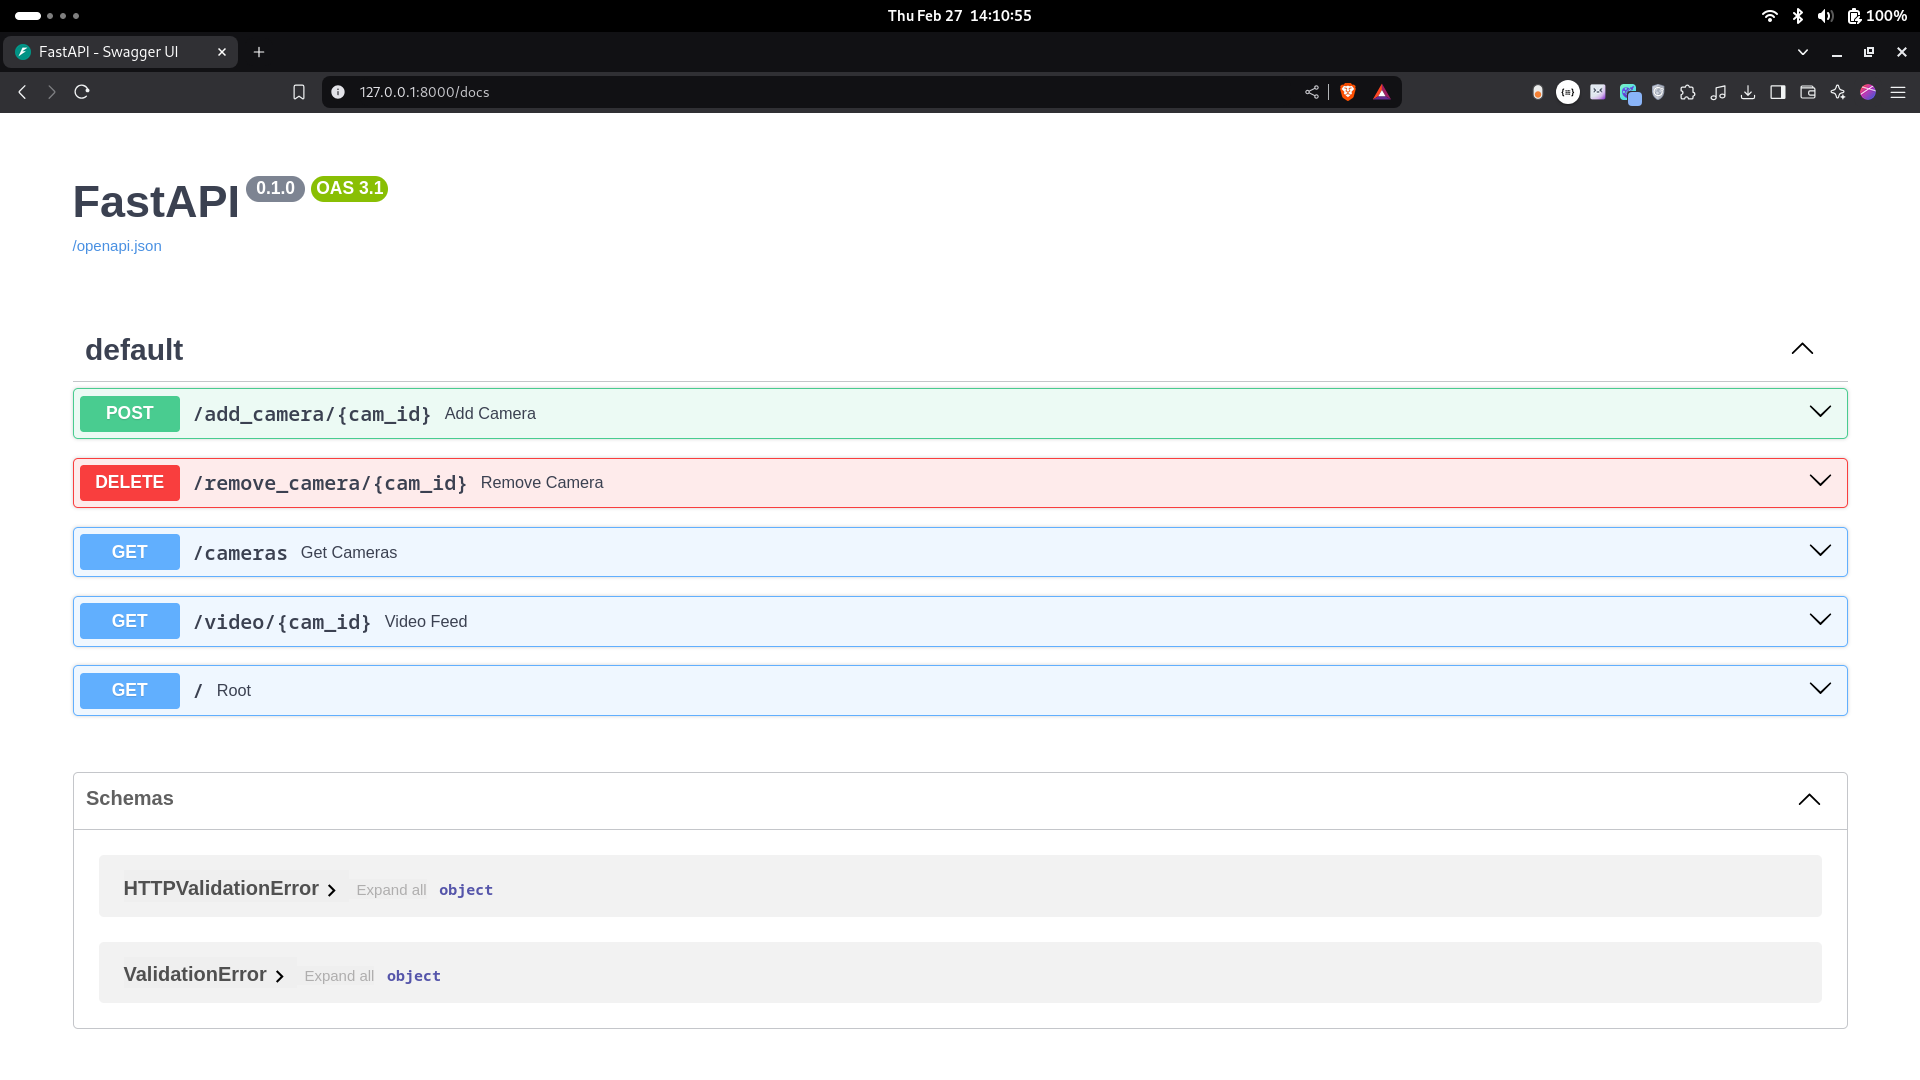 Thu Feb 27 14:10:55
100%
FastAPI - Swagger UI
127.0.0.1:8000/docs
FastAPI 0.1.0 OAS 3.1
/openapi.json
default
POST /add_camera/{cam_id} Add Camera
DELETE /remove_camera/{cam_id} Remove Camera
GET /cameras Get Cameras
GET /video/{cam_id} Video Feed
GET / Root
Schemas
HTTPValidationError Expand all object
ValidationError Expand all object